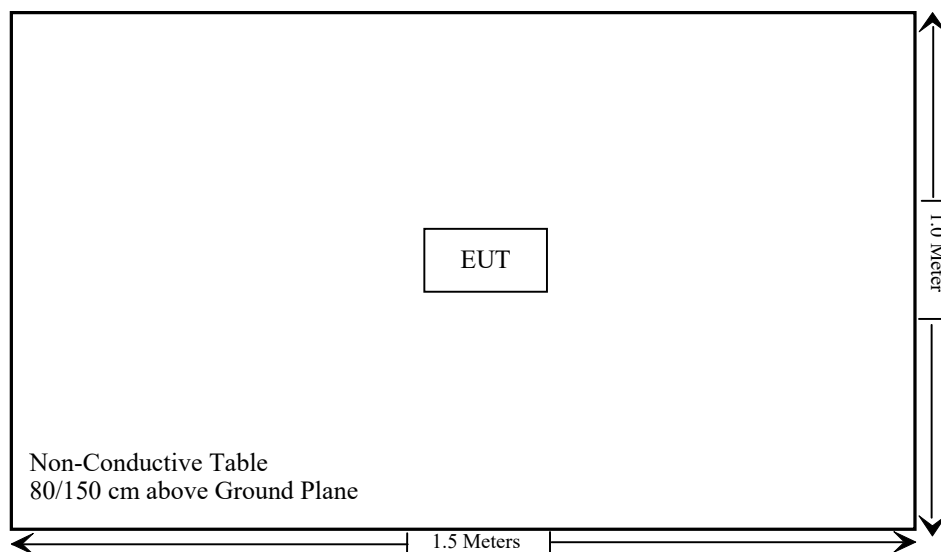 EUT
1.0 Meter
Non-Conductive Table
80/150 cm above Ground Plane
1.5 Meters